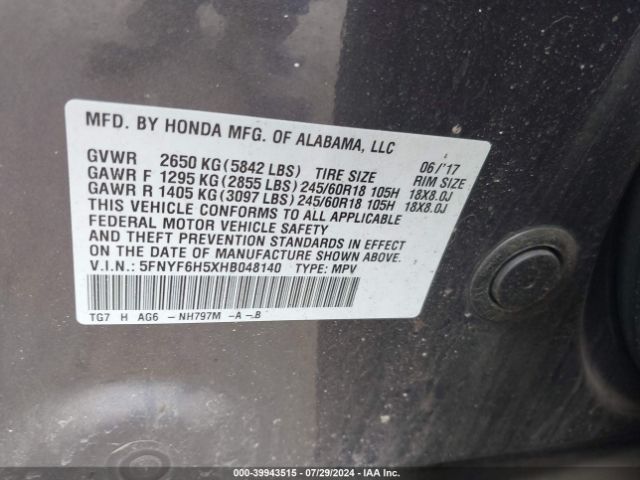 MFD. BY HONDA MFG. OF ALABAMA, LLC
06/'17
GVWR 2650 KG(5842 LBS) TIRE SIZE RIM SIZE
GAWR F 1295 KG(2855 LBS)245/60R18 105H 18X8.0J
GAWR R 1405 KG(3097 LBS)245/60R18 105H 18X8.0J
THIS VEHICLE CONFORMS TO ALL APPLICABLE
FEDERAL MOTOR VEHICLE SAFETY
AND THEFT PREVENTION STANDARDS IN EFFECT
ON THE DATE OF MANUFACTURE SHOWN ABOVE.
V.I.N.: 5FNYF6H5XHB048140 TYPE: MPV
TG7 H AG6 - NH797M -A -.B
000-39943515 - 07/29/2024 - IAA Inc.